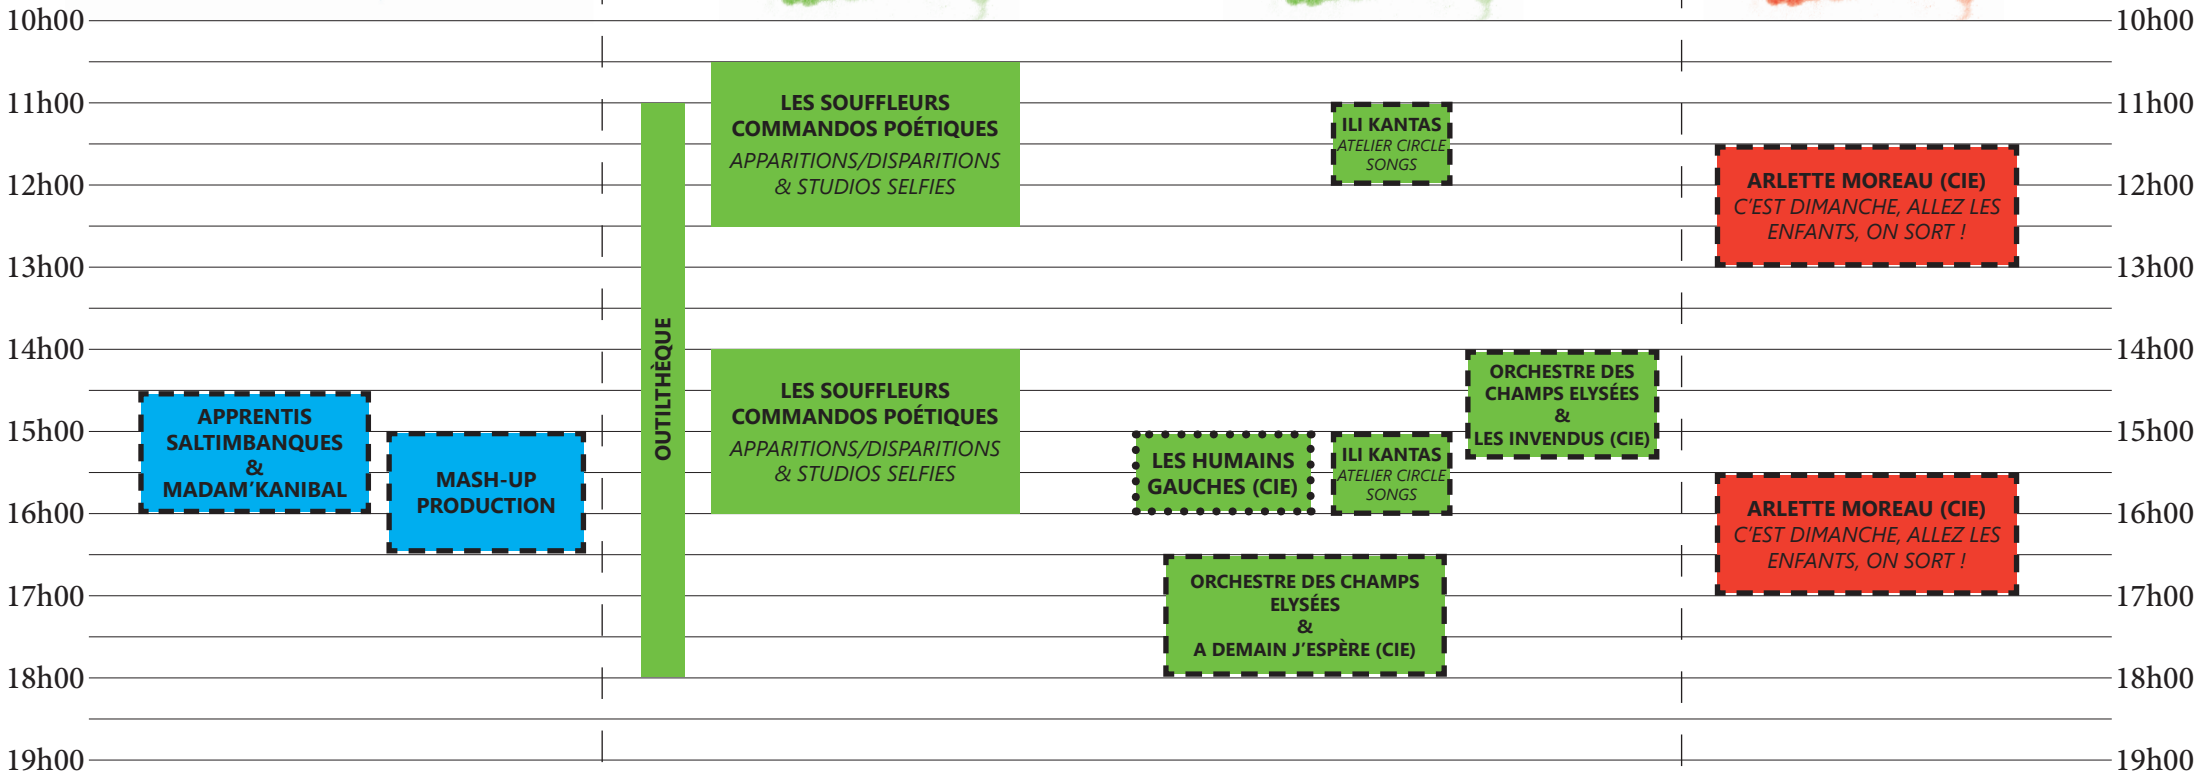 10h00
11h00
12h00
13h00
14h00
15h00
16h00
17h00
18h00
19h00
APPRENTIS
SALTIMBANQUES
&
MADAM'KANIBAL
MASH-UP
PRODUCTION
OUTILTHÈQUE
LES SOUFFLEURS
COMMANDOS POÉTIQUES
APPARITIONS/DISPARITIONS
& STUDIOS SELFIES
LES SOUFFLEURS
COMMANDOS POÉTIQUES
APPARITIONS/DISPARITIONS
& STUDIOS SELFIES
LES HUMAINS
GAUCHES (CIE)
ILI KANTAS
ATELIER CIRCLE
SONGS
ILI KANTAS
ATELIER CIRCLE
SONGS
ORCHESTRE DES
CHAMPS ELYSÉES
&
LES INVENDUS (CIE)
ORCHESTRE DES CHAMPS
ELYSÉES
&
A DEMAIN J'ESPÈRE (CIE)
ARLETTE MOREAU (CIE)
C'EST DIMANCHE, ALLEZ LES
ENFANTS, ON SORT !
ARLETTE MOREAU (CIE)
C'EST DIMANCHE, ALLEZ LES
ENFANTS, ON SORT !
10h00
11h00
12h00
13h00
14h00
15h00
16h00
17h00
18h00
19h00